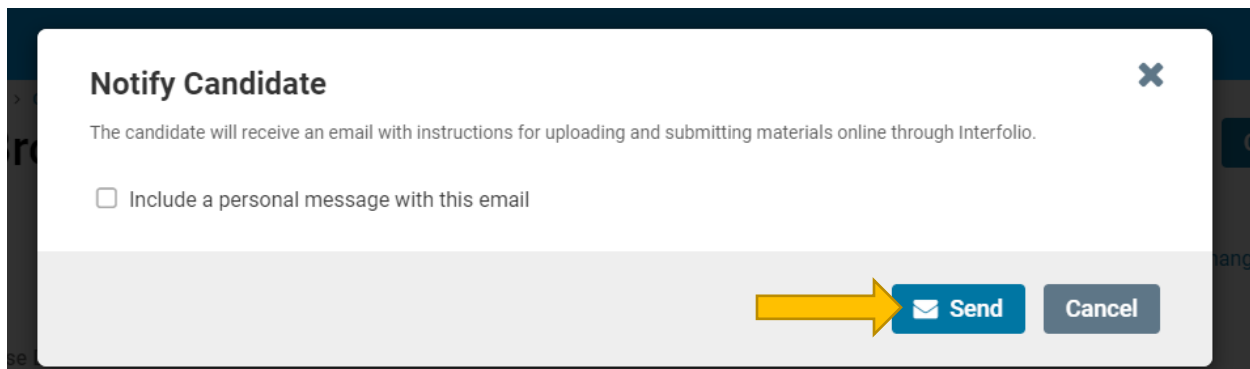 Notify Candidate
The candidate will receive an email with instructions for uploading and submitting materials online through Interfolio.
Include a personal message with this email
Send
Cancel